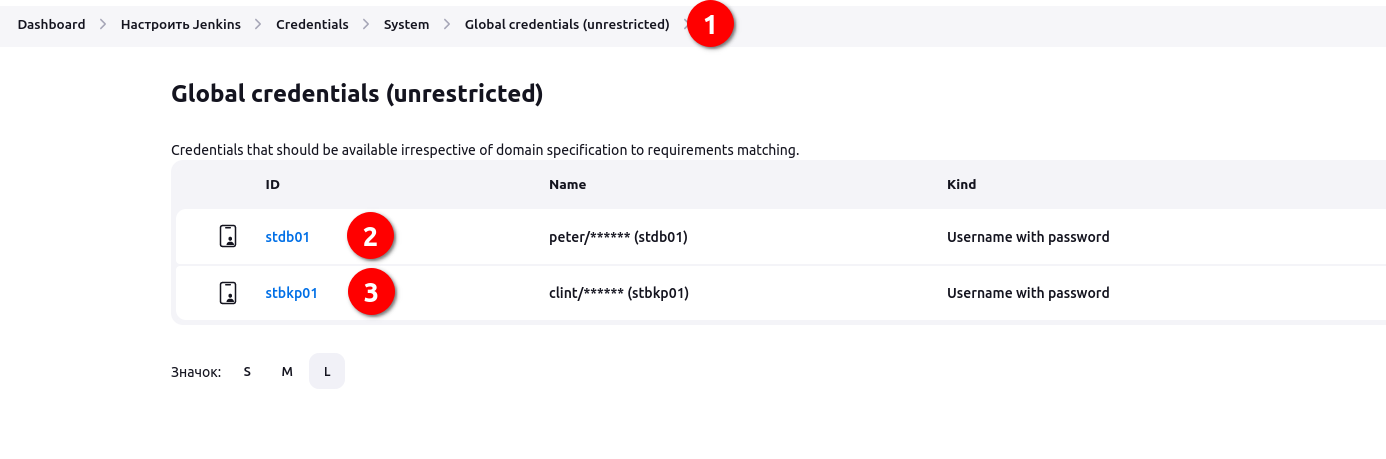 Dashboard > Настроить Jenkins > Credentials > System > Global credentials (unrestricted) > 1
Global credentials (unrestricted)
Credentials that should be available irrespective of domain specification to requirements matching.
ID Name Kind
stdb01 2 peter/****** (stdb01) Username with password
stbkp01 3 clint/****** (stbkp01) Username with password
Значок: S M L